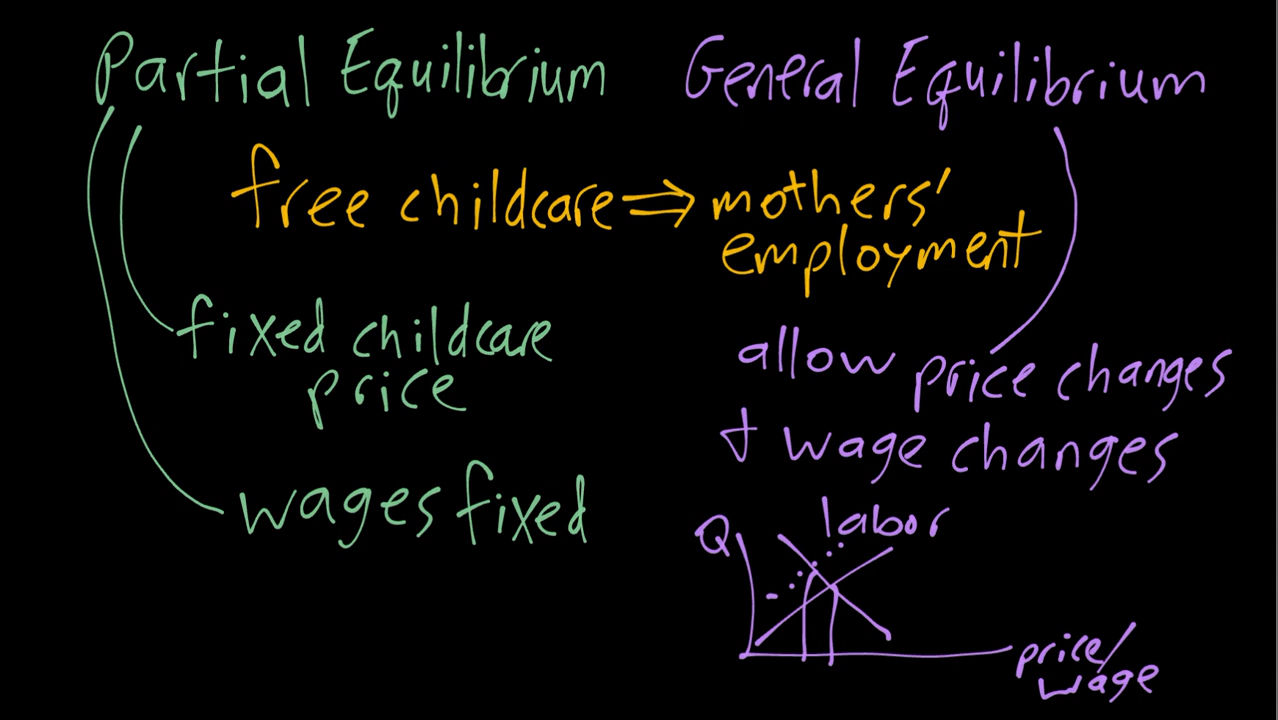 Partial Equilibrium
General Equilibrium
free childcare ⇒ mothers'
employment
fixed childcare
price
wages fixed
allow price changes
+ wage changes
labor
Q
price/
wage